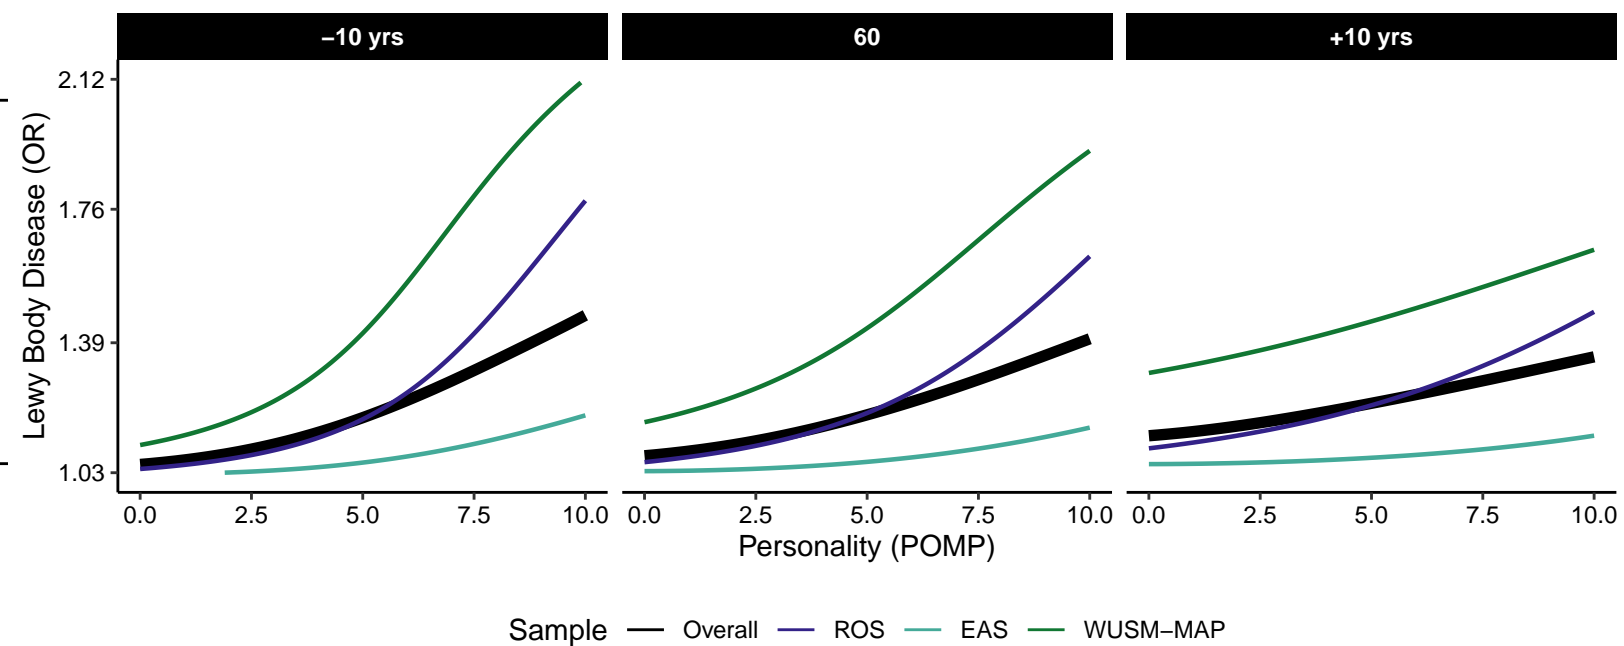 −10 yrs
60
+10 yrs
Lewy Body Disease (OR)
2.12
1.76
1.39
1.03
0.0 2.5 5.0 7.5 10.0
0.0 2.5 5.0 7.5 10.0
0.0 2.5 5.0 7.5 10.0
Personality (POMP)
Sample Overall ROS EAS WUSM−MAP